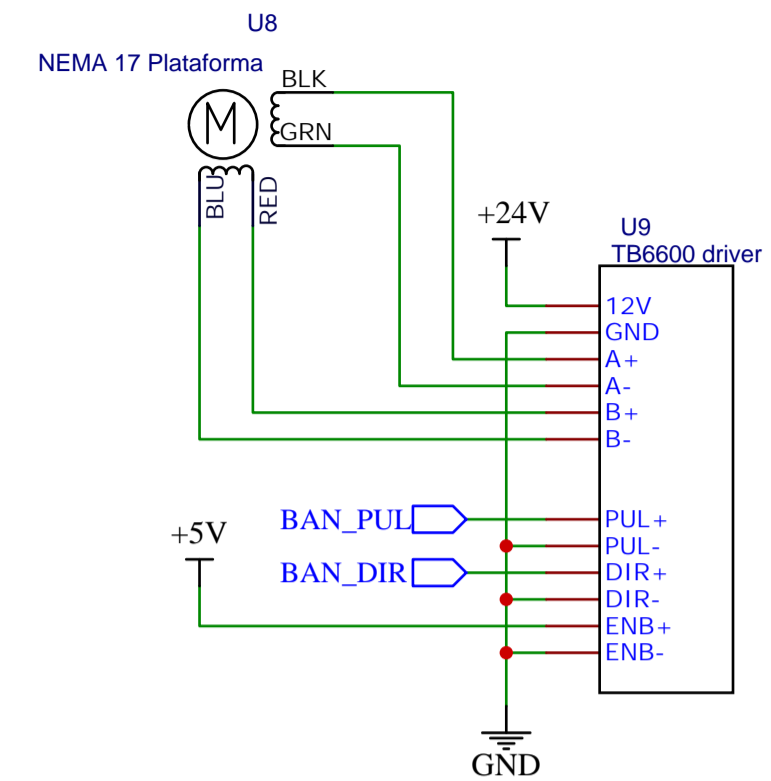 U8
NEMA 17 Plataforma
BLK
GRN
BLU
RED
+24V
U9
TB6600 driver
12V
GND
A+
A-
B+
B-
BAN_PUL
PUL+
+5V
PUL-
BAN_DIR
DIR+
DIR-
ENB+
ENB-
GND